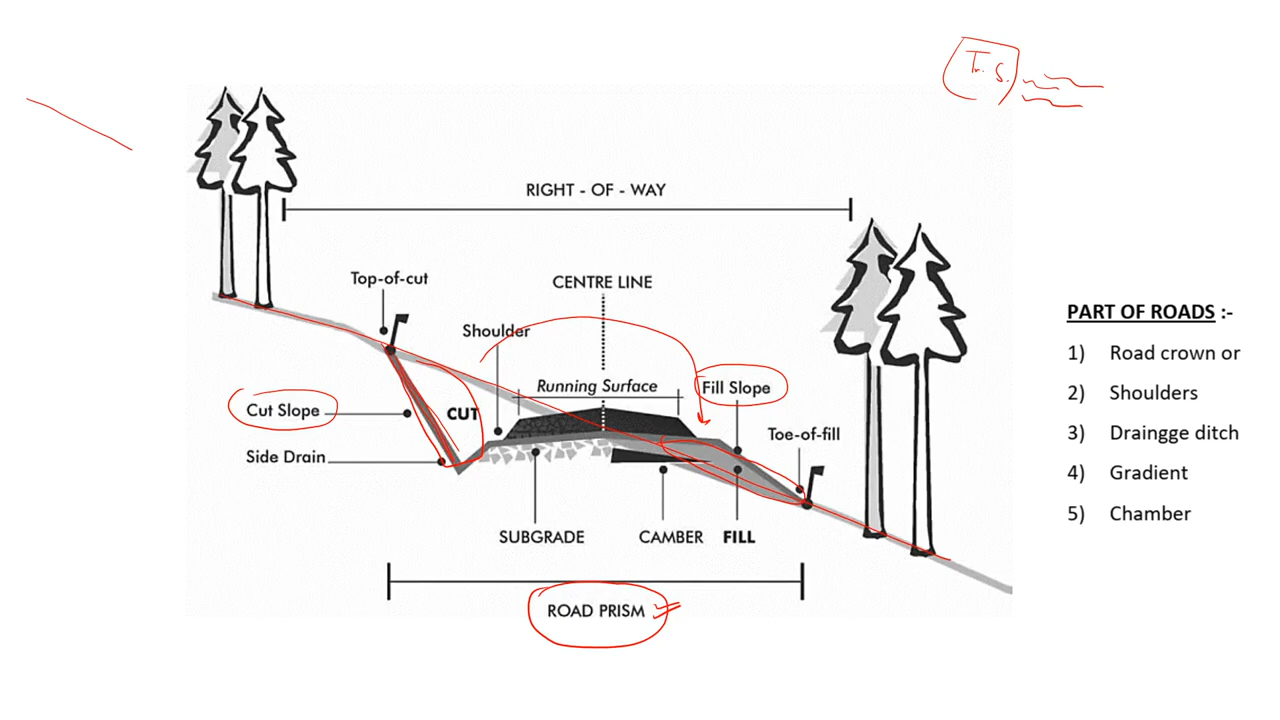 Tr. S.
RIGHT - OF - WAY
Top-of-cut
CENTRE LINE
Shoulder
Running Surface
Fill Slope
Cut Slope
CUT
Toe-of-fill
Side Drain
SUBGRADE
CAMBER
FILL
ROAD PRISM
PART OF ROADS :-
1) Road crown or
2) Shoulders
3) Draingge ditch
4) Gradient
5) Chamber